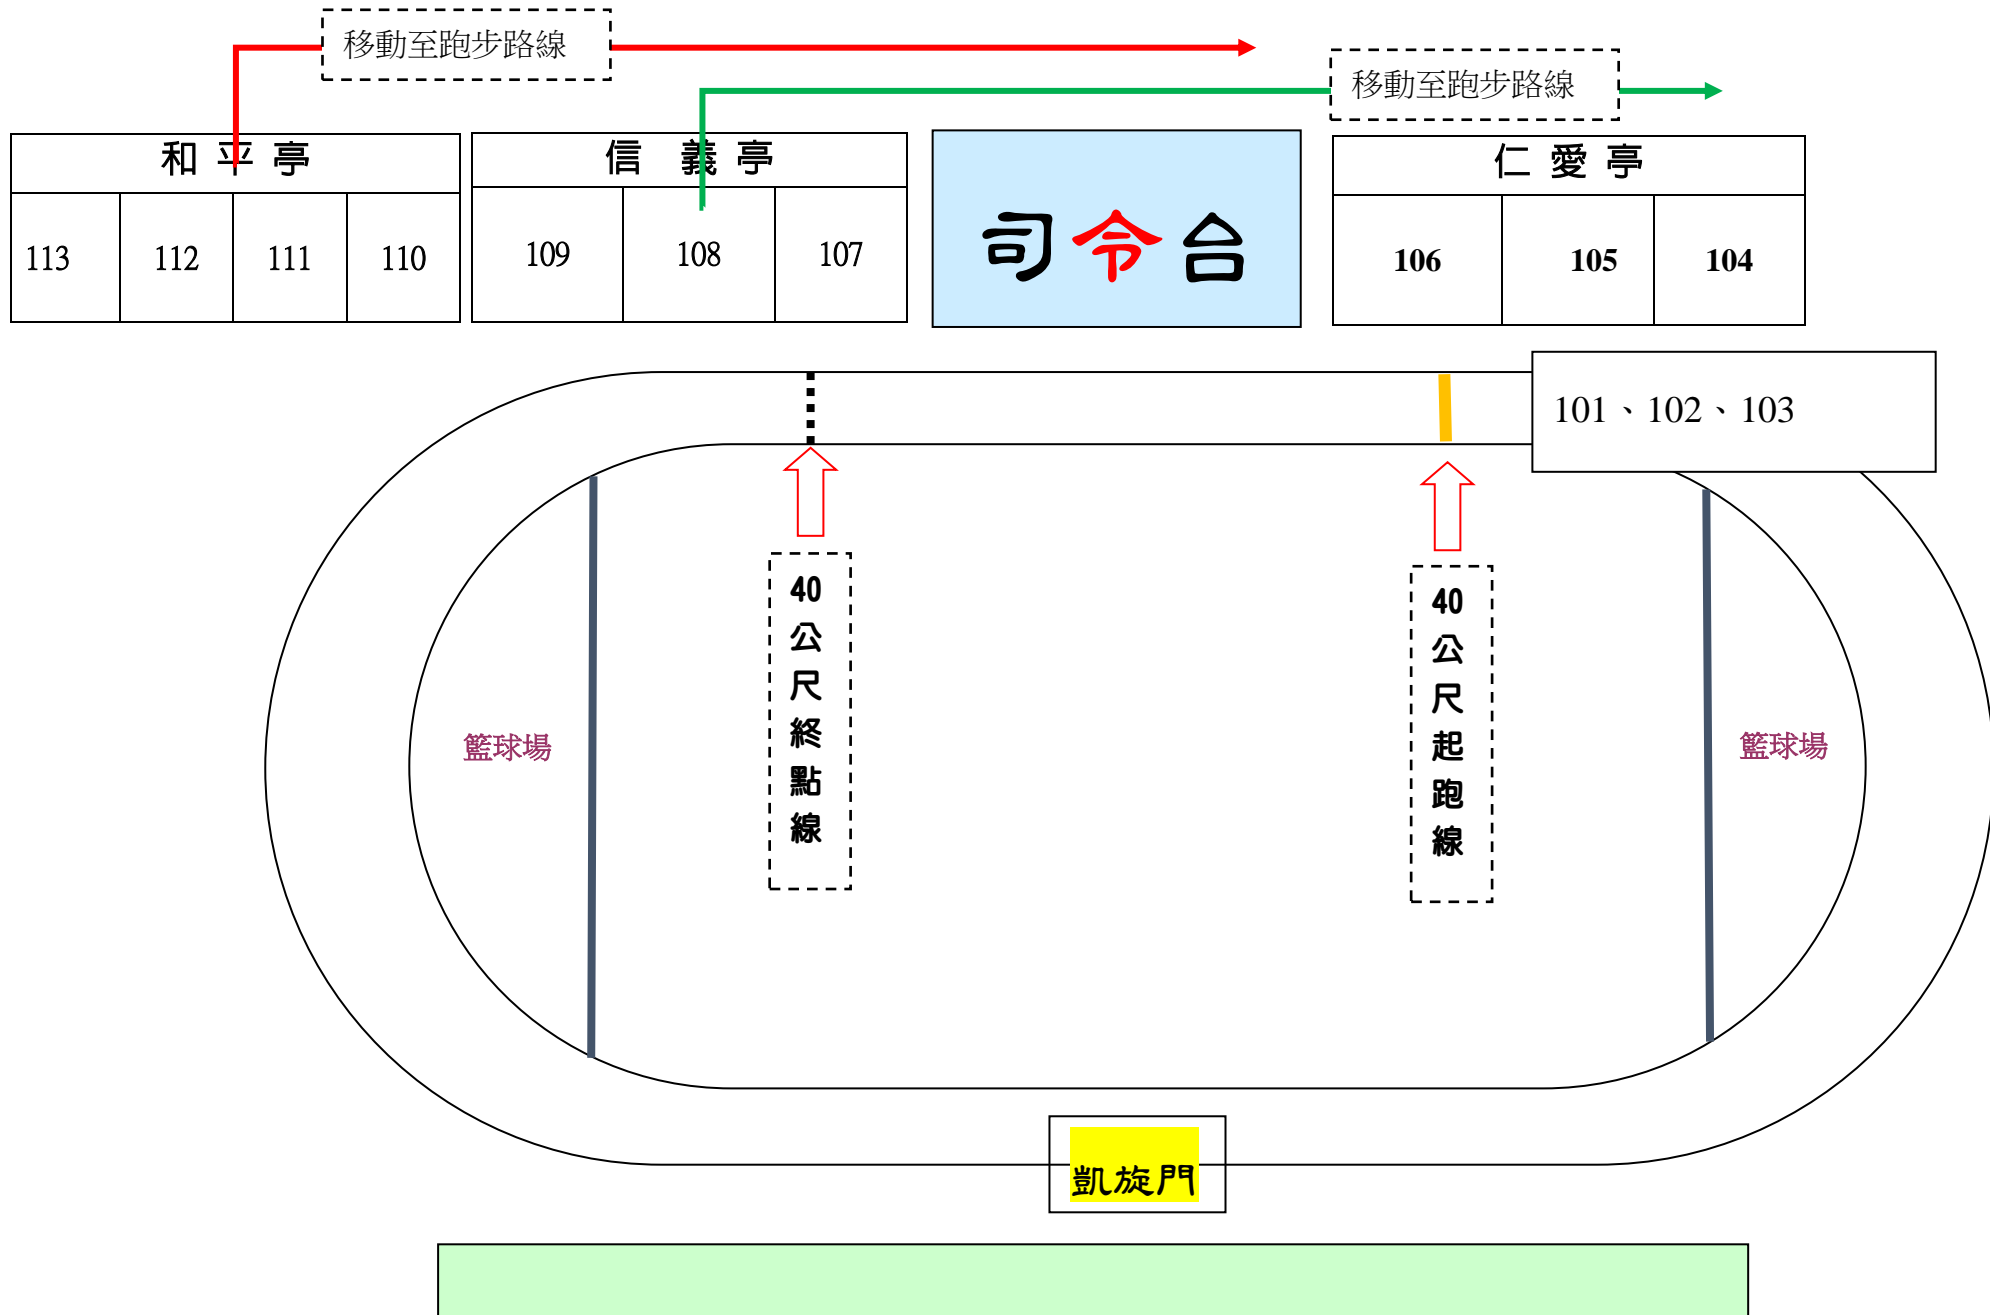 移動至跑步路線
移動至跑步路線
和 平 亭
113 112 111 110
信 義 亭
109 108 107
司令台
仁 愛 亭
106 105 104
101、102、103
40公尺終點線
40公尺起跑線
籃球場
籃球場
凱旋門